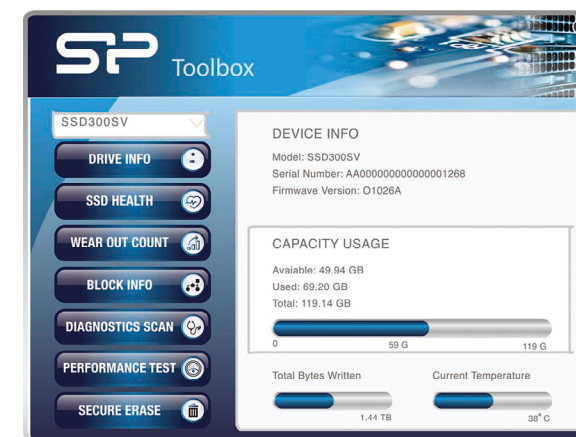 SP Toolbox
SSD300SV
DRIVE INFO
SSD HEALTH
WEAR OUT COUNT
BLOCK INFO
DIAGNOSTICS SCAN
PERFORMANCE TEST
SECURE ERASE
DEVICE INFO
Model: SSD300SV
Serial Number: AA000000000000001268
Firmwave Version: O1026A
CAPACITY USAGE
Avaiable: 49.94 GB
Used: 69.20 GB
Total: 119.14 GB
0 59 G 119 G
Total Bytes Written Current Temperature
1.44 TB 38° C